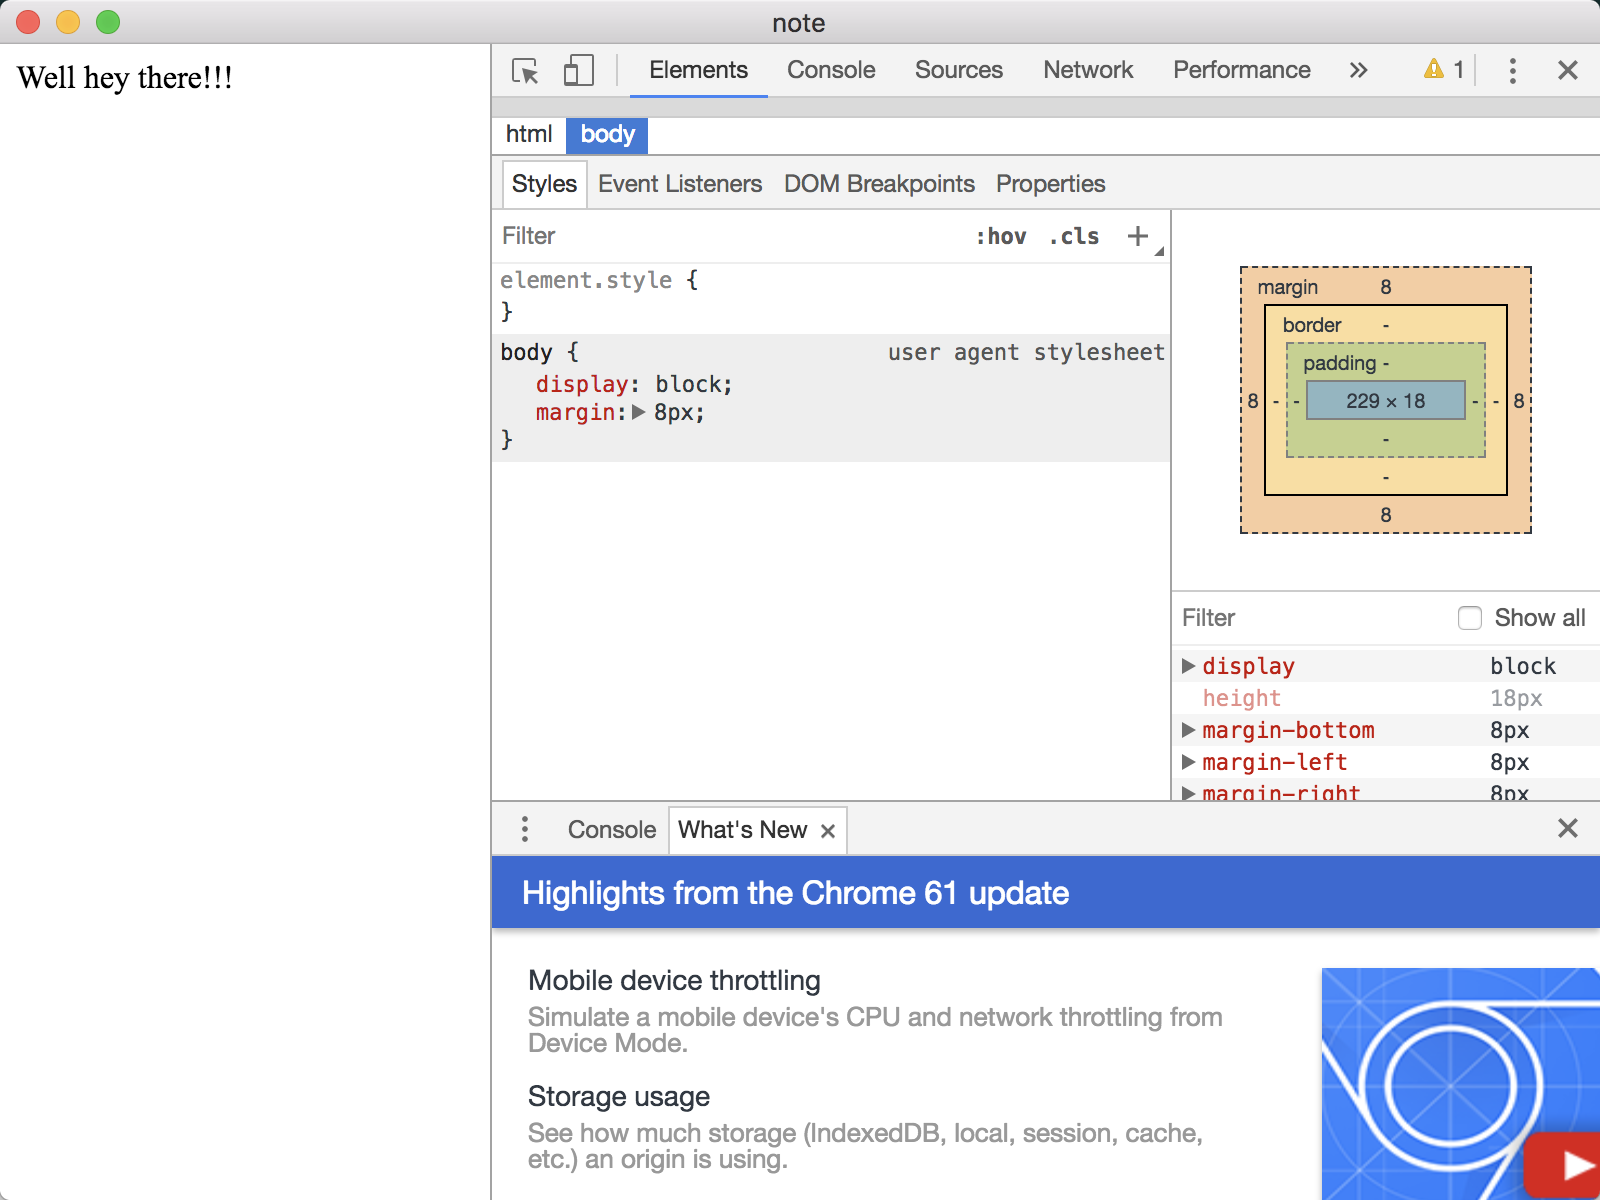 note
Well hey there!!!
Elements Console Sources Network Performance » 1
html body
Styles Event Listeners DOM Breakpoints Properties
Filter :hov .cls +
element.style {
}
body { user agent stylesheet
display: block;
margin: 8px;
}
margin 8
border -
padding -
8 - - 229 × 18 - - 8
-
-
8
Filter Show all
display block
height 18px
margin-bottom 8px
margin-left 8px
margin-right 8px
Console What's New ×
Highlights from the Chrome 61 update
Mobile device throttling
Simulate a mobile device's CPU and network throttling from
Device Mode.
Storage usage
See how much storage (IndexedDB, local, session, cache,
etc.) an origin is using.